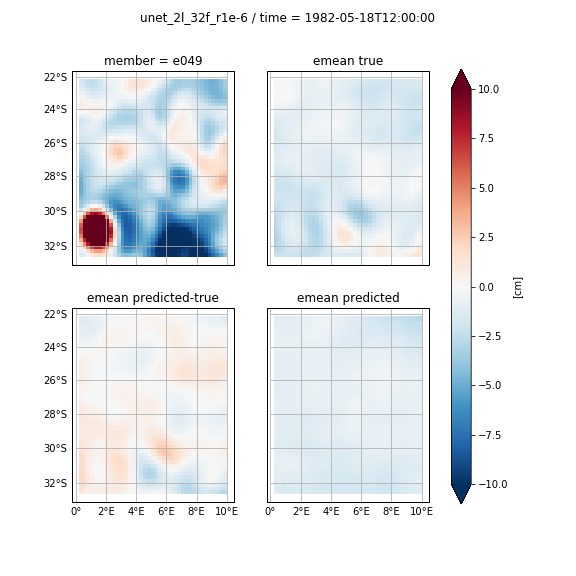 unet_2l_32f_r1e-6 / time = 1982-05-18T12:00:00
member = e049
emean true
22°S
24°S
26°S
28°S
30°S
32°S
emean predicted-true
emean predicted
22°S
24°S
26°S
28°S
30°S
32°S
0° 2°E 4°E 6°E 8°E 10°E
0° 2°E 4°E 6°E 8°E 10°E
10.0
7.5
5.0
2.5
0.0
−2.5
−5.0
−7.5
−10.0
[cm]